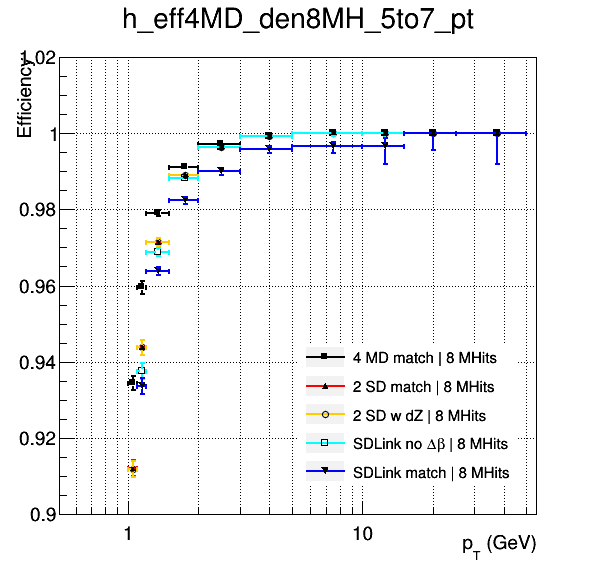 h_eff4MD_den8MH_5to7_pt
Efficiency
1.02
1
0.98
0.96
0.94
0.92
0.9
4 MD match | 8 MHits
2 SD match | 8 MHits
2 SD w dZ | 8 MHits
SDLink no Δβ | 8 MHits
SDLink match | 8 MHits
1
10
p_T (GeV)